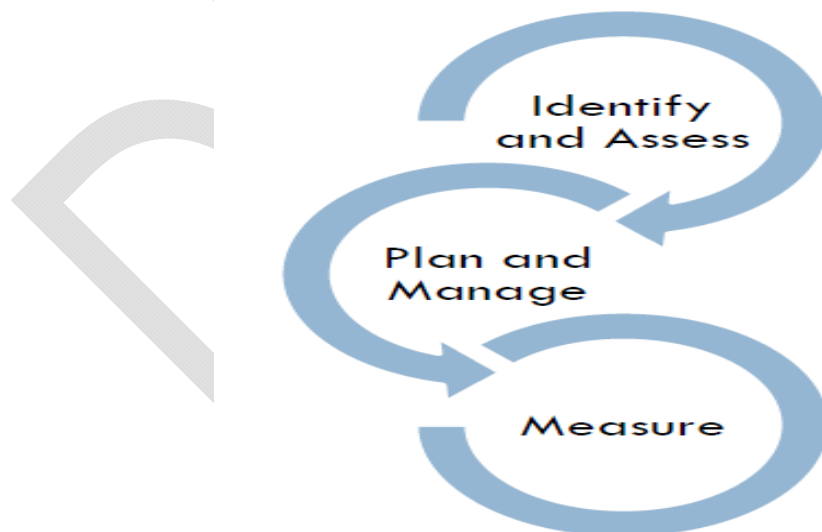 Identify
and Assess
Plan and
Manage
Measure